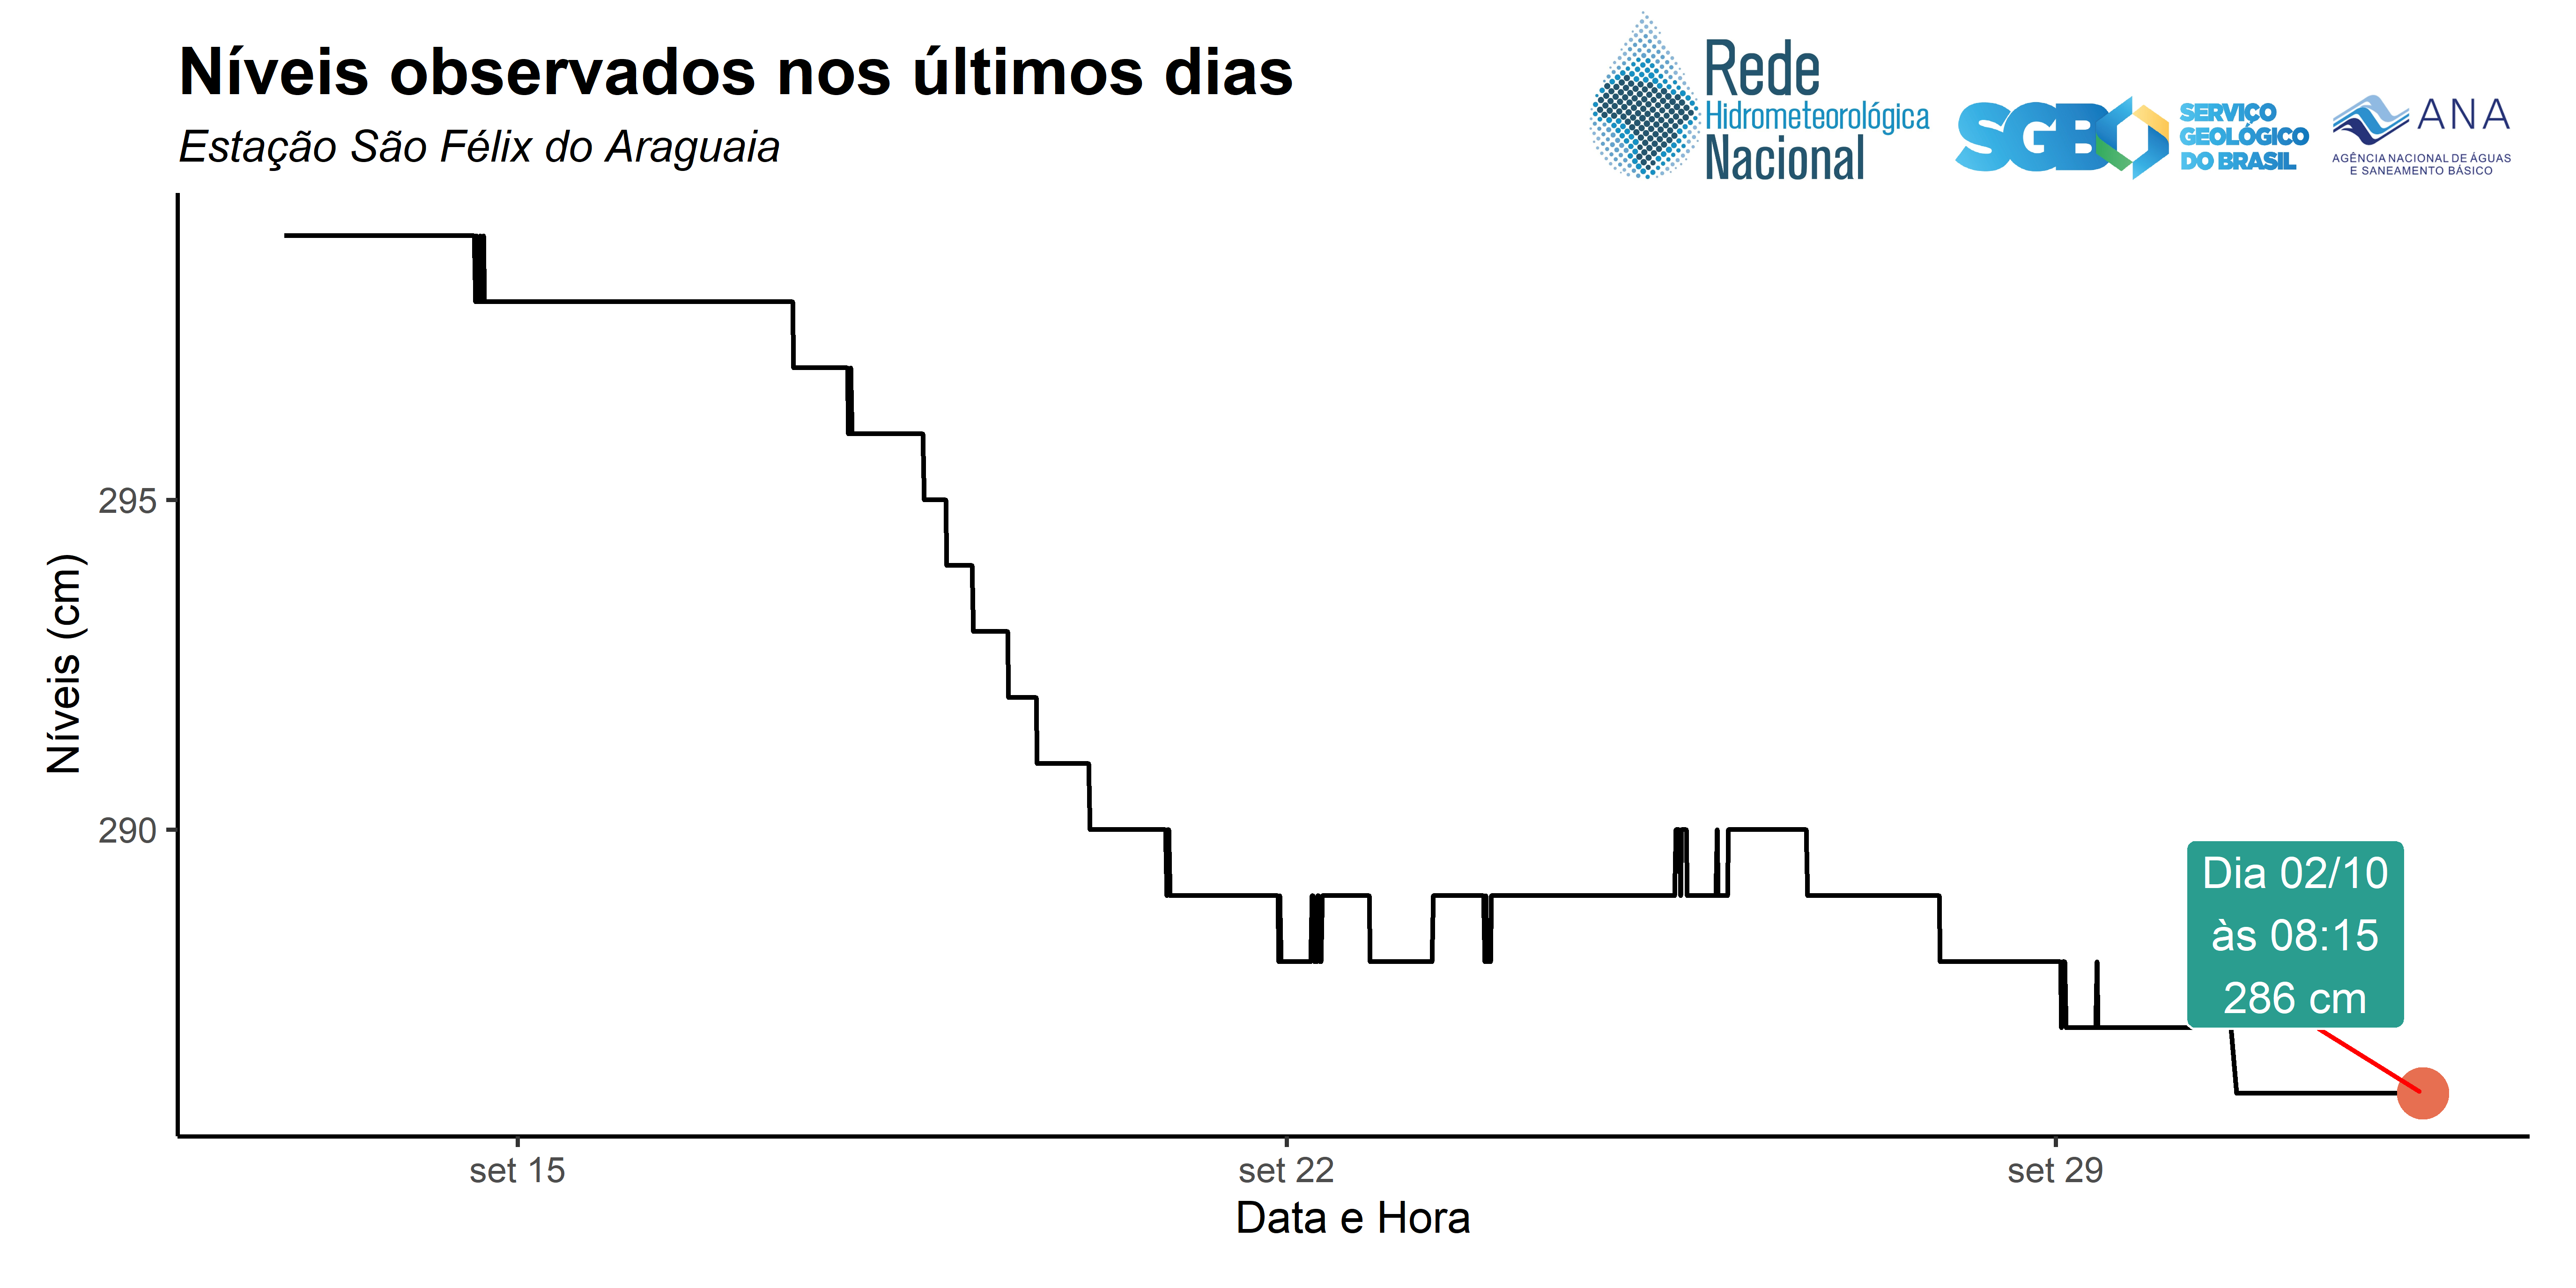 Níveis observados nos últimos dias
Estação São Félix do Araguaia
Rede
Hidrometeorológica
Nacional
SGB
SERVIÇO
GEOLÓGICO
DO BRASIL
ANA
AGÊNCIA NACIONAL DE ÁGUAS
E SANEAMENTO BÁSICO
Níveis (cm)
295
290
Dia 02/10
às 08:15
286 cm
set 15
set 22
set 29
Data e Hora